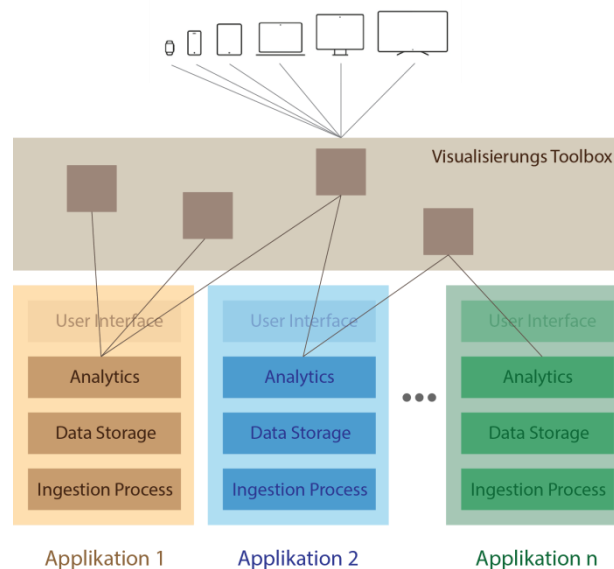 Visualisierungs Toolbox
User Interface
Analytics
Data Storage
Ingestion Process
Applikation 1
User Interface
Analytics
Data Storage
Ingestion Process
Applikation 2
User Interface
Analytics
Data Storage
Ingestion Process
Applikation n